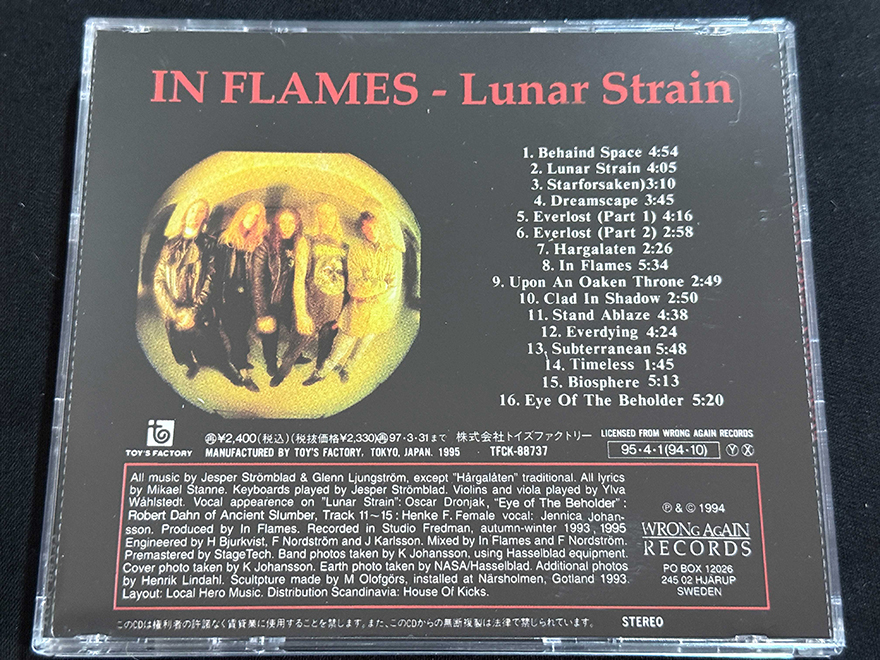 IN FLAMES - Lunar Strain
1. Behaind Space 4:54
2. Lunar Strain 4:05
3. Starforsaken)3:10
4. Dreamscape 3:45
5. Everlost (Part 1) 4:16
6. Everlost (Part 2) 2:58
7. Hargalaten 2:26
8. In Flames 5:34
9. Upon An Oaken Throne 2:49
10. Clad In Shadow 2:50
11. Stand Ablaze 4:38
12. Everdying 4:24
13. Subterranean 5:48
14. Timeless 1:45
15. Biosphere 5:13
16. Eye Of The Beholder 5:20
TOY'S FACTORY
㊞¥2,400(税込)(税抜価格¥2,330)㊞97・3・31まで 株式会社トイズファクトリー
MANUFACTURED BY TOY'S FACTORY, TOKYO, JAPAN. 1995 TFCK-88737
LICENSED FROM WRONG AGAIN RECORDS
95・4・1(94・10) Y X
All music by Jesper Strömblad & Glenn Ljungström, except "Hårgalåten" traditional. All lyrics
by Mikael Stanne. Keyboards played by Jesper Strömblad. Violins and viola played by Ylva
Wåhlstedt. Vocal appearence on "Lunar Strain": Oscar Dronjak, "Eye of The Beholder" :
Robert Dahn of Ancient Slumber, Track 11~15 : Henke F. Female vocal: Jennica Johan-
sson. Produced by In Flames. Recorded in Studio Fredman, autumn-winter 1993, 1995
Engineered by H Bjurkvist, F Nordström and J Karlsson. Mixed by In Flames and F Nordström.
Premastered by StageTech. Band photos taken by K Johansson, using Hasselblad equipment.
Cover photo taken by K Johansson. Earth photo taken by NASA/Hasselblad. Additional photos
by Henrik Lindahl. Scultpture made by M Olofgörs, installed at Närsholmen, Gotland 1993.
Layout: Local Hero Music. Distribution Scandinavia: House Of Kicks.
℗ & © 1994
WRONG AGAIN
RECORDS
PO BOX 12026
245 02 HJÄRUP
SWEDEN
このCDは権利者の許諾なく賃貸業に使用することを禁じます。また、このCDからの無断複製は法律で禁じられています。
STEREO